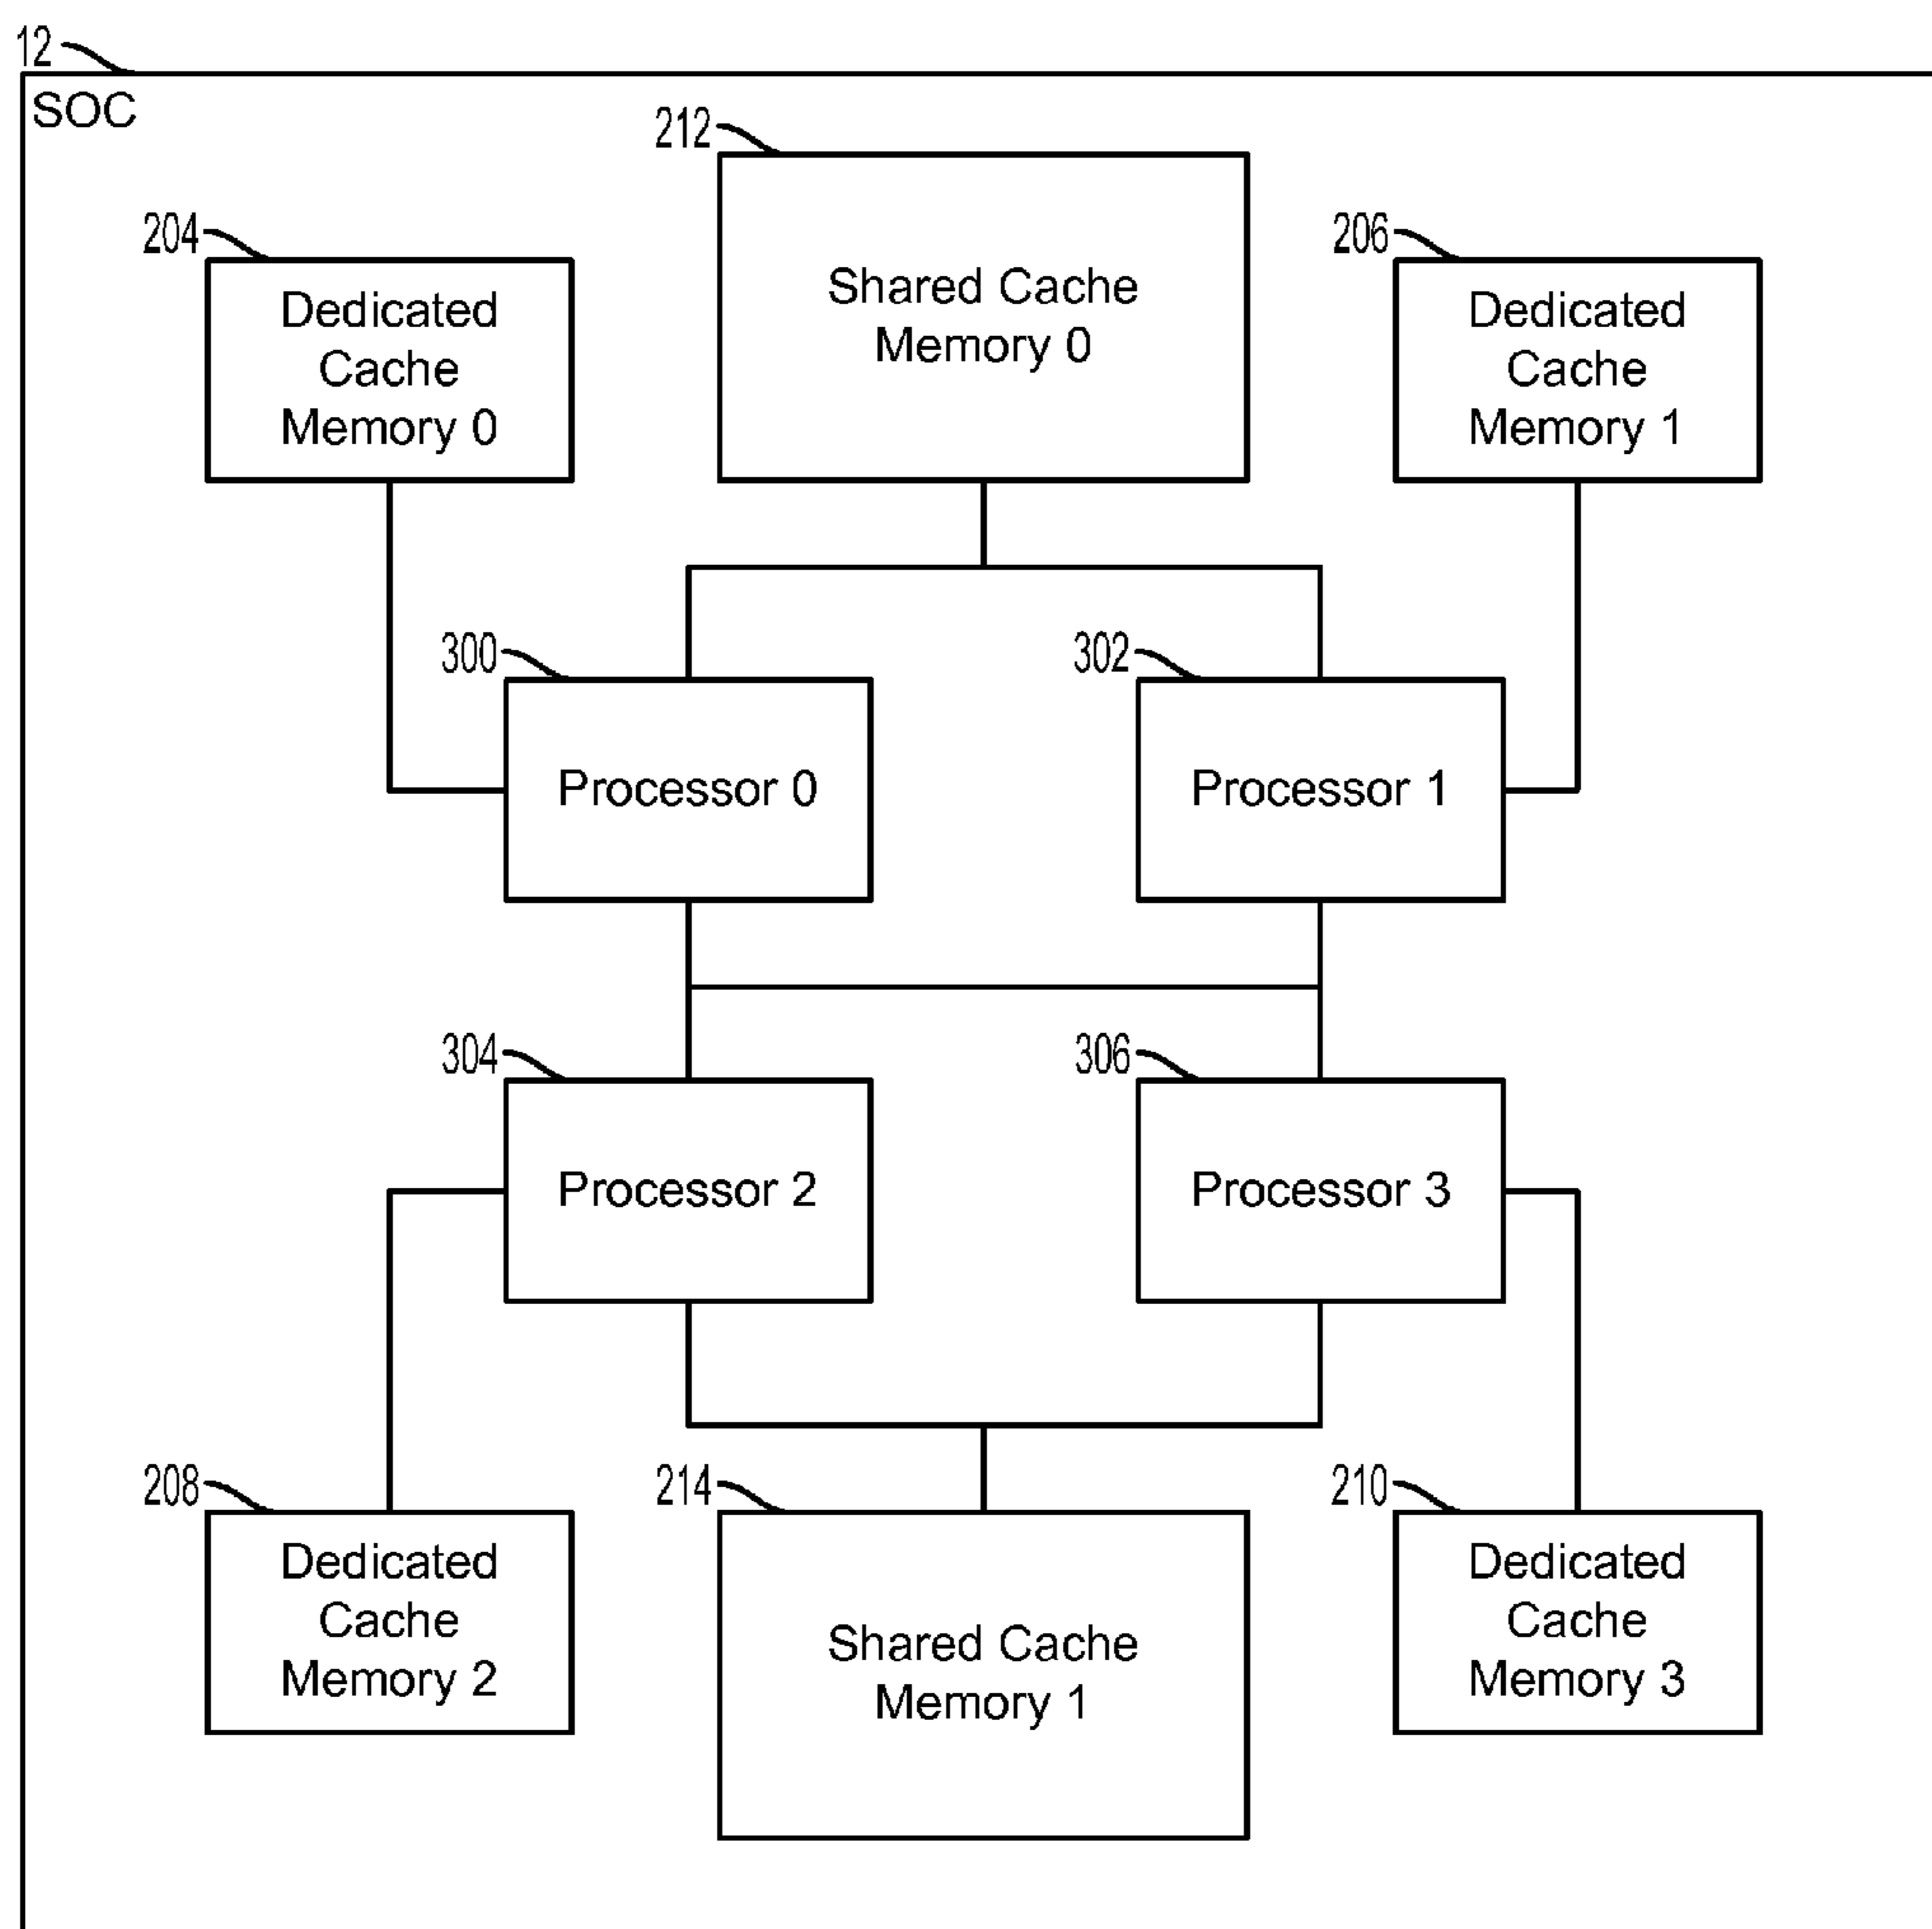 12
SOC
212
204
206
Shared Cache
Memory 0
Dedicated
Cache
Memory 0
Dedicated
Cache
Memory 1
300
302
Processor 0
Processor 1
304
306
Processor 2
Processor 3
208
214
210
Dedicated
Cache
Memory 2
Shared Cache
Memory 1
Dedicated
Cache
Memory 3